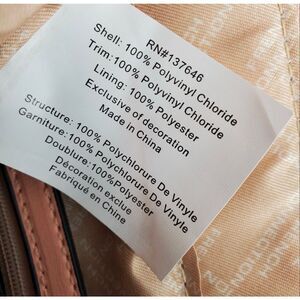 RN#137646
Shell: 100% Polyvinyl Chloride
Trim:100% Polyvinyl Chloride
Lining: 100% Polyester
Exclusive of decoration
Made in China
Structure: 100% Polychlorure De Vinyle
Garniture:100% Polychlorure De Vinyle
Doublure:100%Polyester
Décoration exclue
Fabriqué en Chine